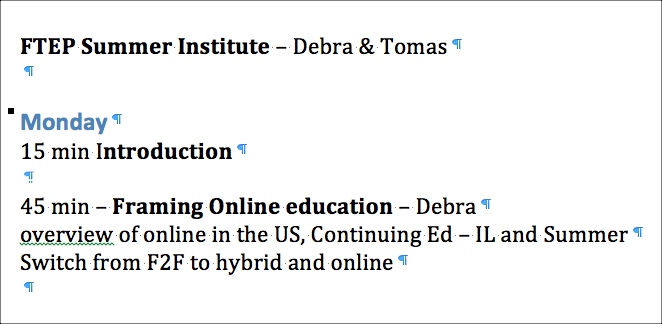 FTEP Summer Institute – Debra & Tomas
Monday
15 min Introduction
45 min – Framing Online education – Debra
overview of online in the US, Continuing Ed – IL and Summer
Switch from F2F to hybrid and online